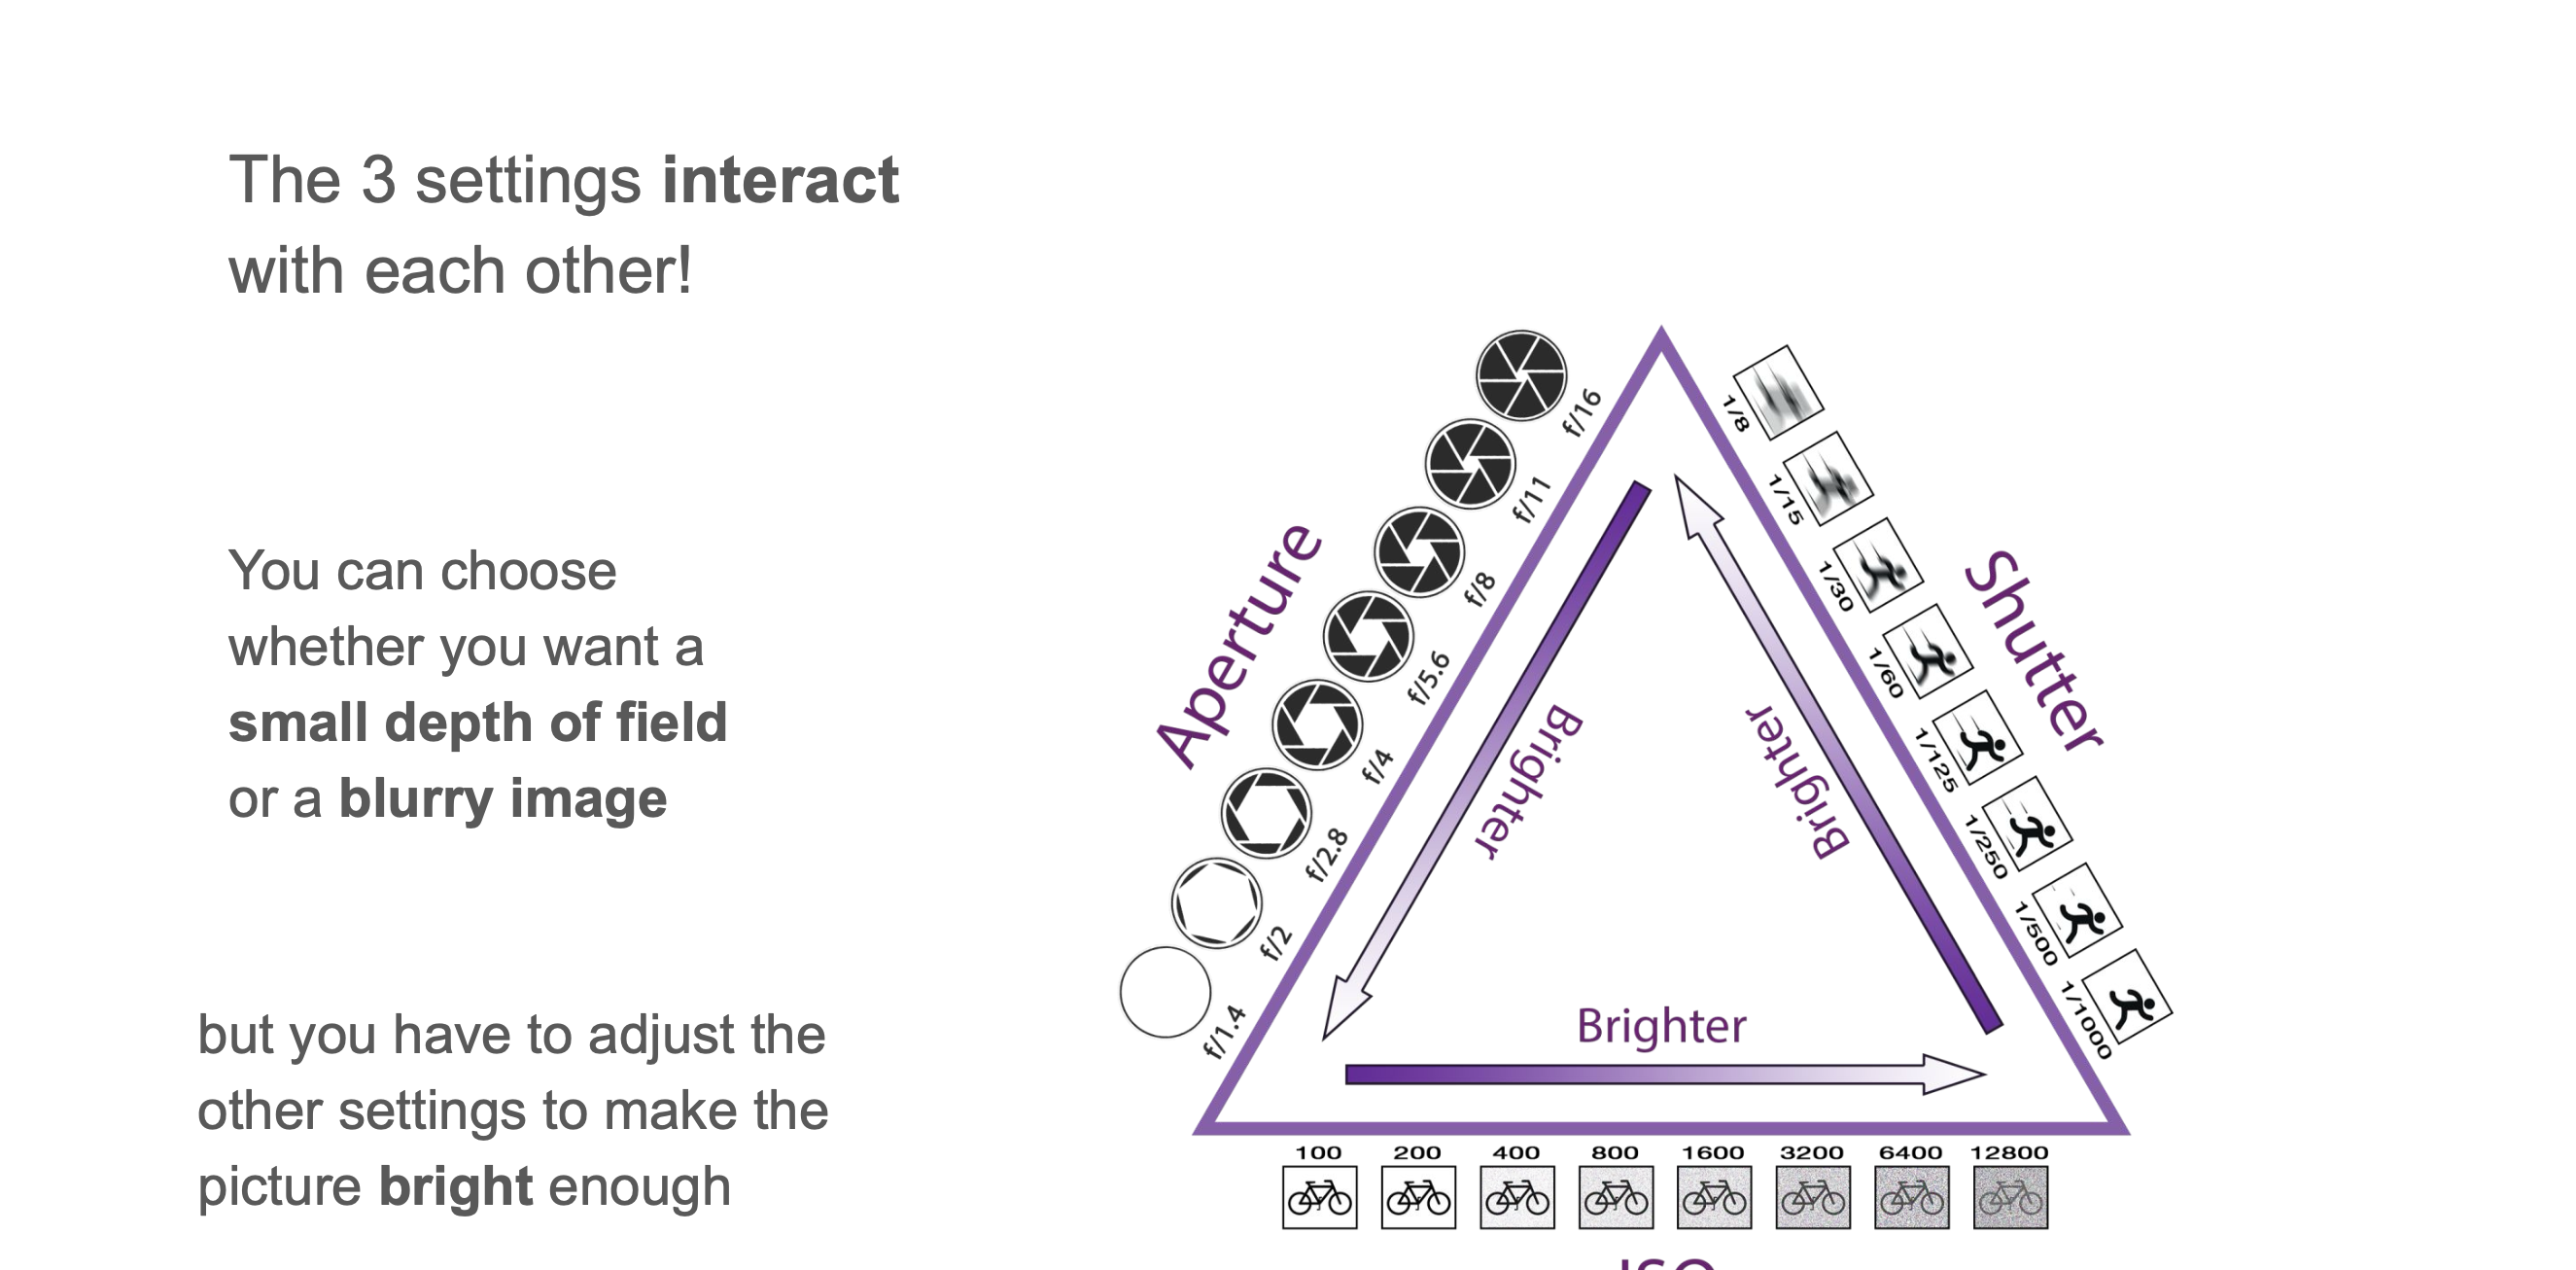 The 3 settings interact
with each other!
You can choose
whether you want a
small depth of field
or a blurry image
but you have to adjust the
other settings to make the
picture bright enough
Aperture
f/16
f/11
f/8
f/5.6
f/4
f/2.8
f/2
f/1.4
Brighter
Brighter
Brighter
Shutter
1/8
1/15
1/30
1/60
1/125
1/250
1/500
1/1000
100 200 400 800 1600 3200 6400 12800
ISO